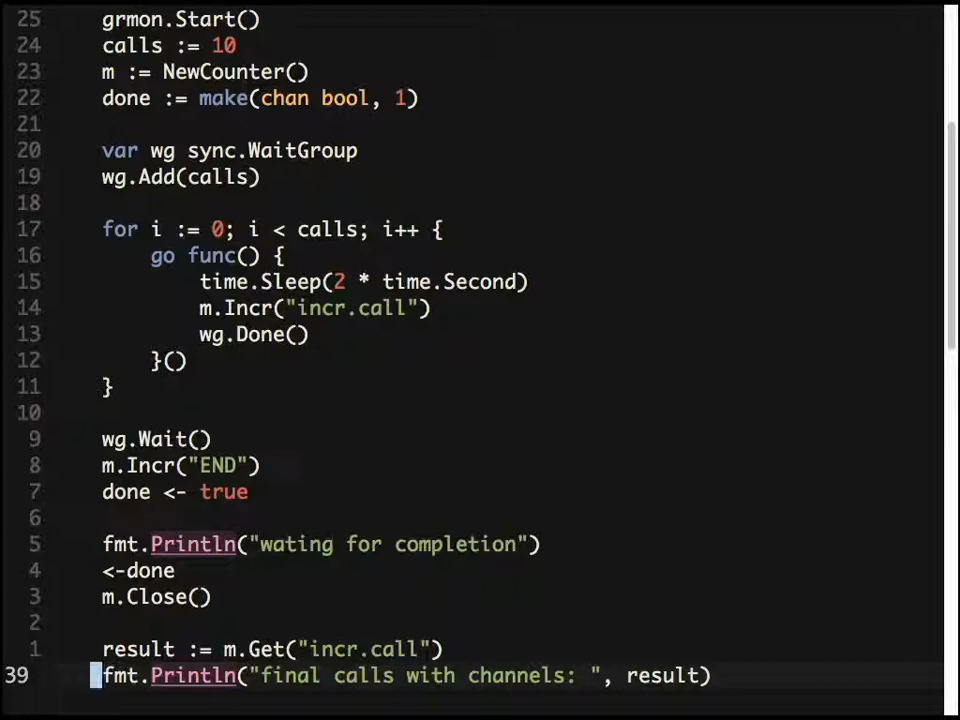 25 grmon.Start()
24 calls := 10
23 m := NewCounter()
22 done := make(chan bool, 1)
21
20 var wg sync.WaitGroup
19 wg.Add(calls)
18
17 for i := 0; i < calls; i++ {
16 go func() {
15 time.Sleep(2 * time.Second)
14 m.Incr("incr.call")
13 wg.Done()
12 }()
11 }
10
9 wg.Wait()
8 m.Incr("END")
7 done <- true
6
5 fmt.Println("wating for completion")
4 <-done
3 m.Close()
2
1 result := m.Get("incr.call")
39 fmt.Println("final calls with channels: ", result)